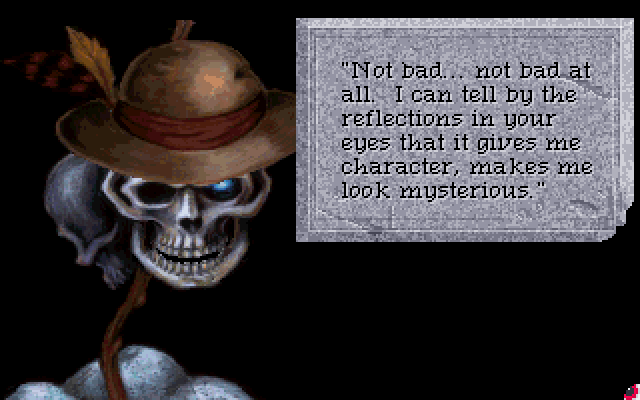 "Not bad... not bad at
all. I can tell by the
reflections in your
eyes that it gives me
character, makes me
look mysterious."